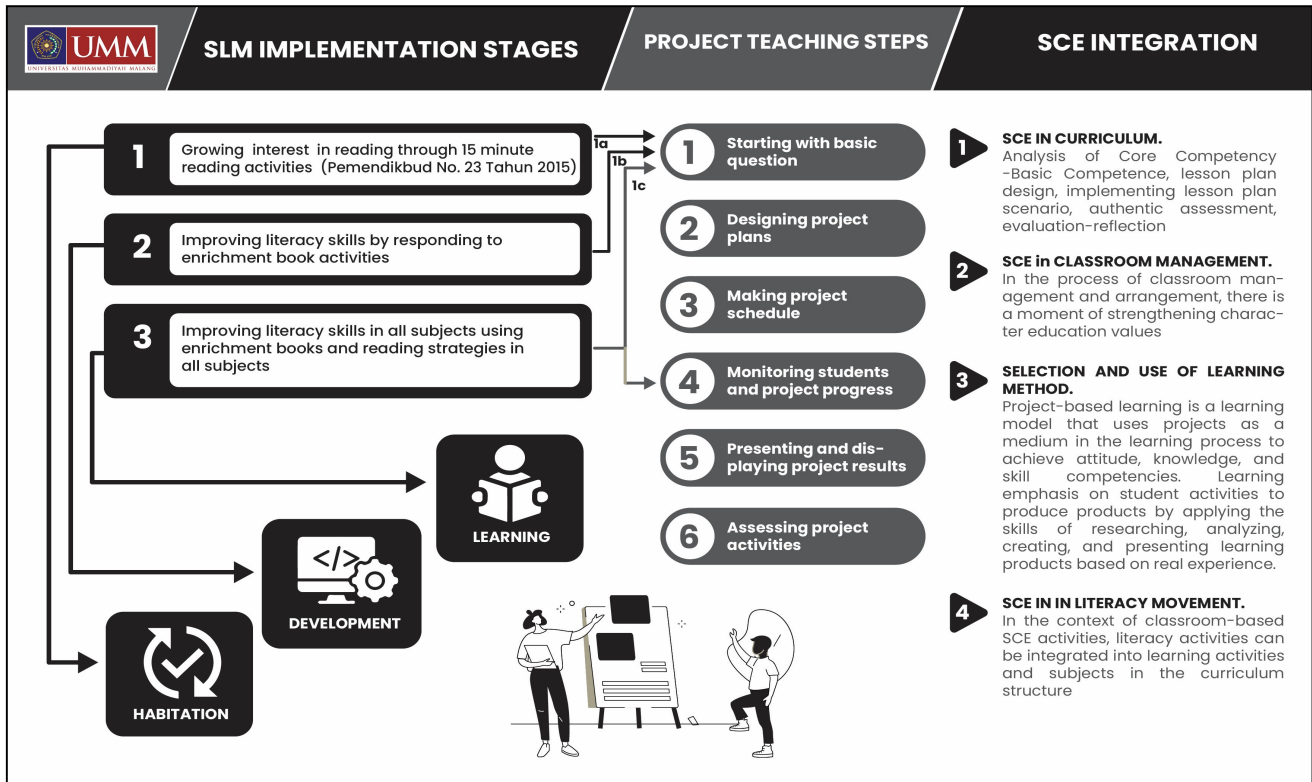 UMM
UNIVERSITAS MUHAMMADIYAH MALANG
SLM IMPLEMENTATION STAGES
PROJECT TEACHING STEPS
SCE INTEGRATION
1
Growing interest in reading through 15 minute
reading activities (Pemendikbud No. 23 Tahun 2015)
2
Improving literacy skills by responding to
enrichment book activities
3
Improving literacy skills in all subjects using
enrichment books and reading strategies in
all subjects
LEARNING
</>
DEVELOPMENT
HABITATION
1a
1b
1c
1
Starting with basic
question
2
Designing project
plans
3
Making project
schedule
4
Monitoring students
and project progress
5
Presenting and dis-
playing project results
6
Assessing project
activities
1
SCE IN CURRICULUM.
Analysis of Core Competency
-Basic Competence, lesson plan
design, implementing lesson plan
scenario, authentic assessment,
evaluation-reflection
2
SCE in CLASSROOM MANAGEMENT.
In the process of classroom man-
agement and arrangement, there is
a moment of strengthening charac-
ter education values
3
SELECTION AND USE OF LEARNING
METHOD.
Project-based learning is a learning
model that uses projects as a
medium in the learning process to
achieve attitude, knowledge, and
skill competencies. Learning
emphasis on student activities to
produce products by applying the
skills of researching, analyzing,
creating, and presenting learning
products based on real experience.
4
SCE IN IN LITERACY MOVEMENT.
In the context of classroom-based
SCE activities, literacy activities can
be integrated into learning activities
and subjects in the curriculum
structure